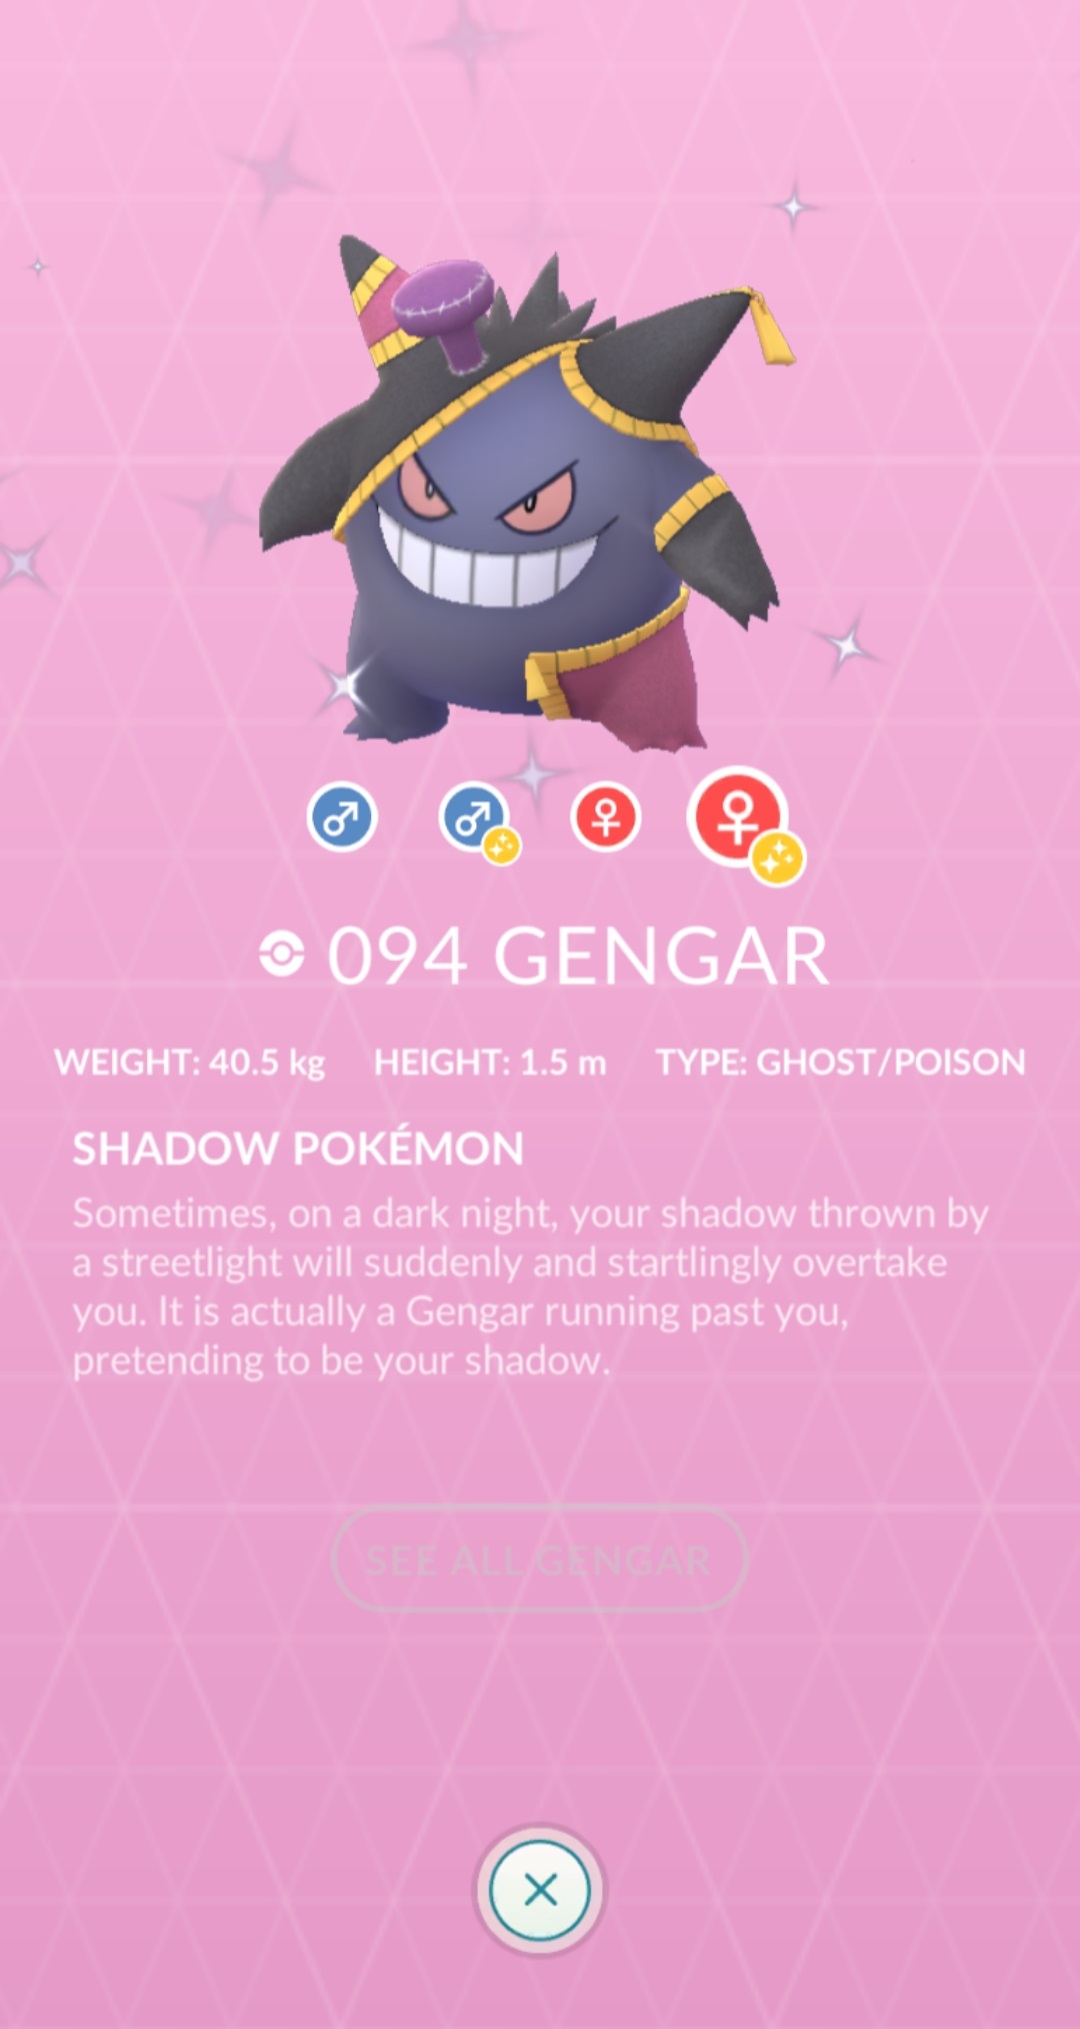 094 GENGAR
WEIGHT: 40.5 kg HEIGHT: 1.5 m TYPE: GHOST/POISON
SHADOW POKÉMON
Sometimes, on a dark night, your shadow thrown by
a streetlight will suddenly and startlingly overtake
you. It is actually a Gengar running past you,
pretending to be your shadow.
SEE ALL GENGAR